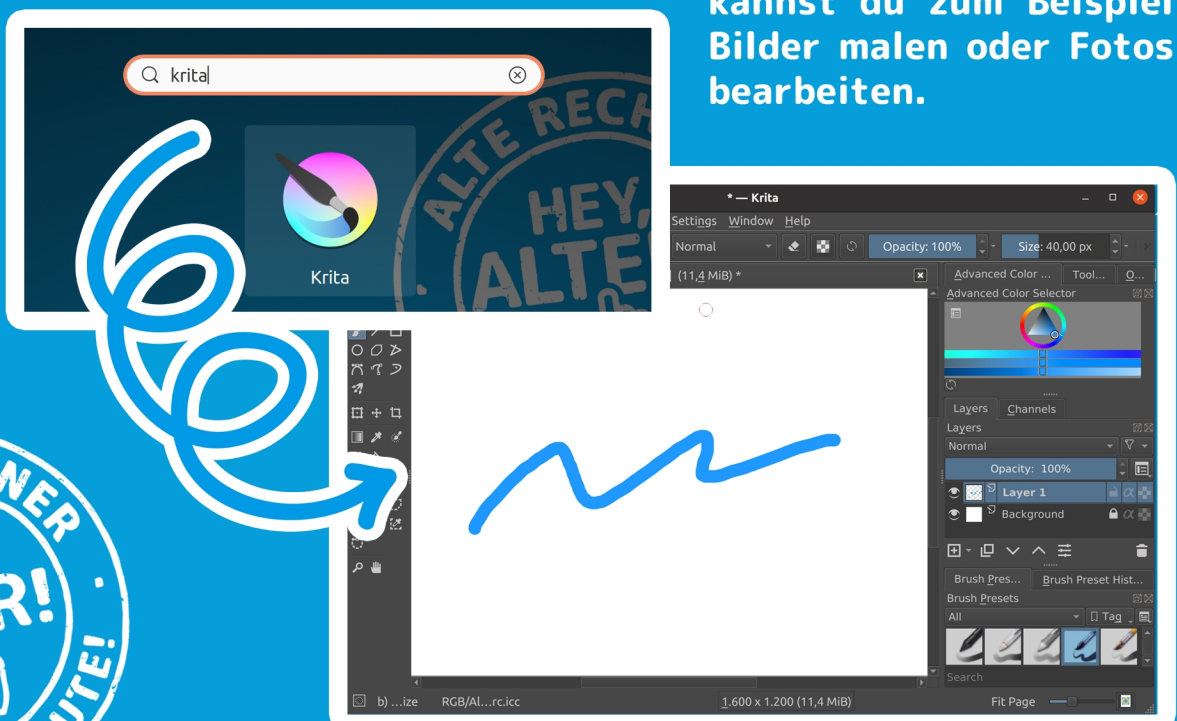 kannst du zum Beispiel
Bilder malen oder Fotos
bearbeiten.
krita
ALTE RECH
HEY,
ALTE
Krita
* — Krita
Settings Window Help
Normal
Opacity: 100%
Size: 40,00 px
(11,4 MiB) *
Advanced Color ...
Tool...
O...
Advanced Color Selector
Layers
Channels
Layers
Normal
Opacity: 100%
Layer 1
Background
Brush Pres...
Brush Preset Hist...
Brush Presets
All
Tag
Search
b) ...ize
RGB/Al...rc.icc
1.600 x 1.200 (11,4 MiB)
Fit Page
NER
R!
UTE!